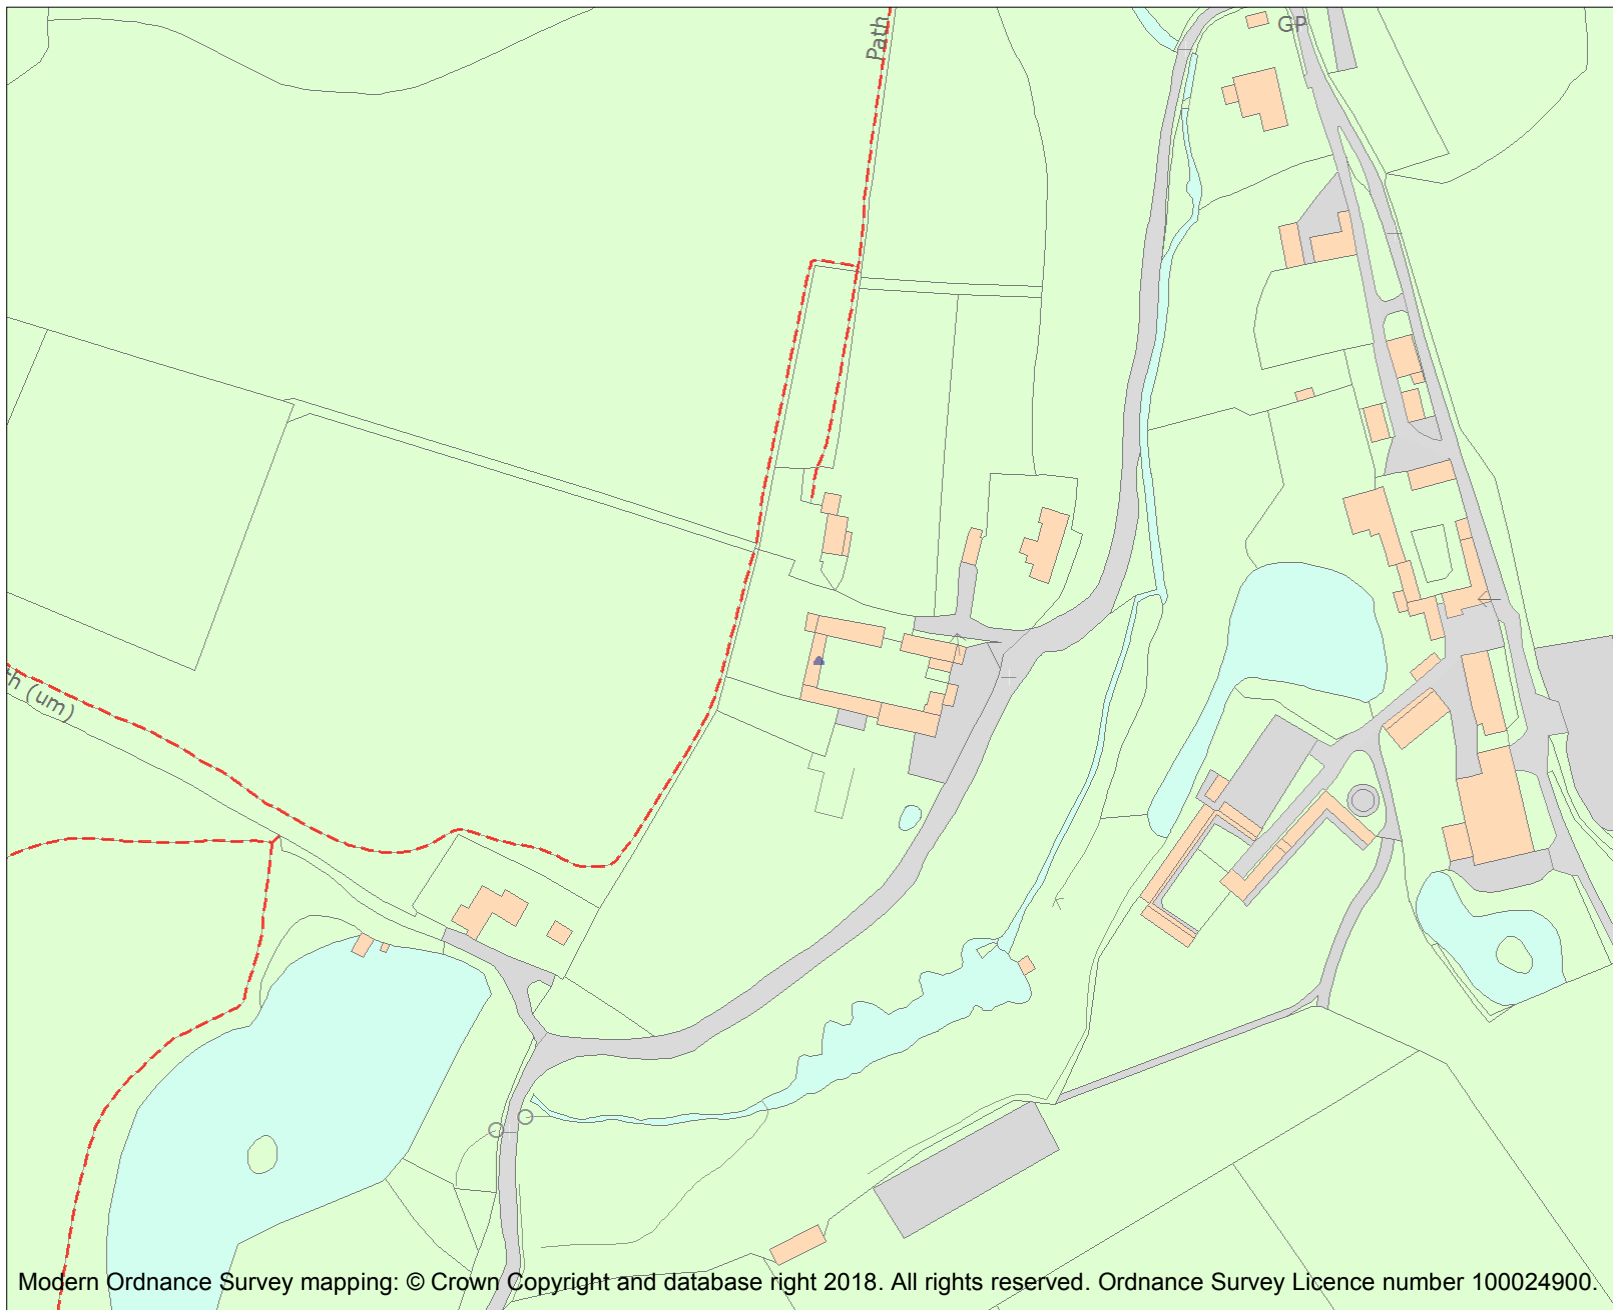 Path
GP
th (um)
Modern Ordnance Survey mapping: © Crown Copyright and database right 2018. All rights reserved. Ordnance Survey Licence number 100024900.